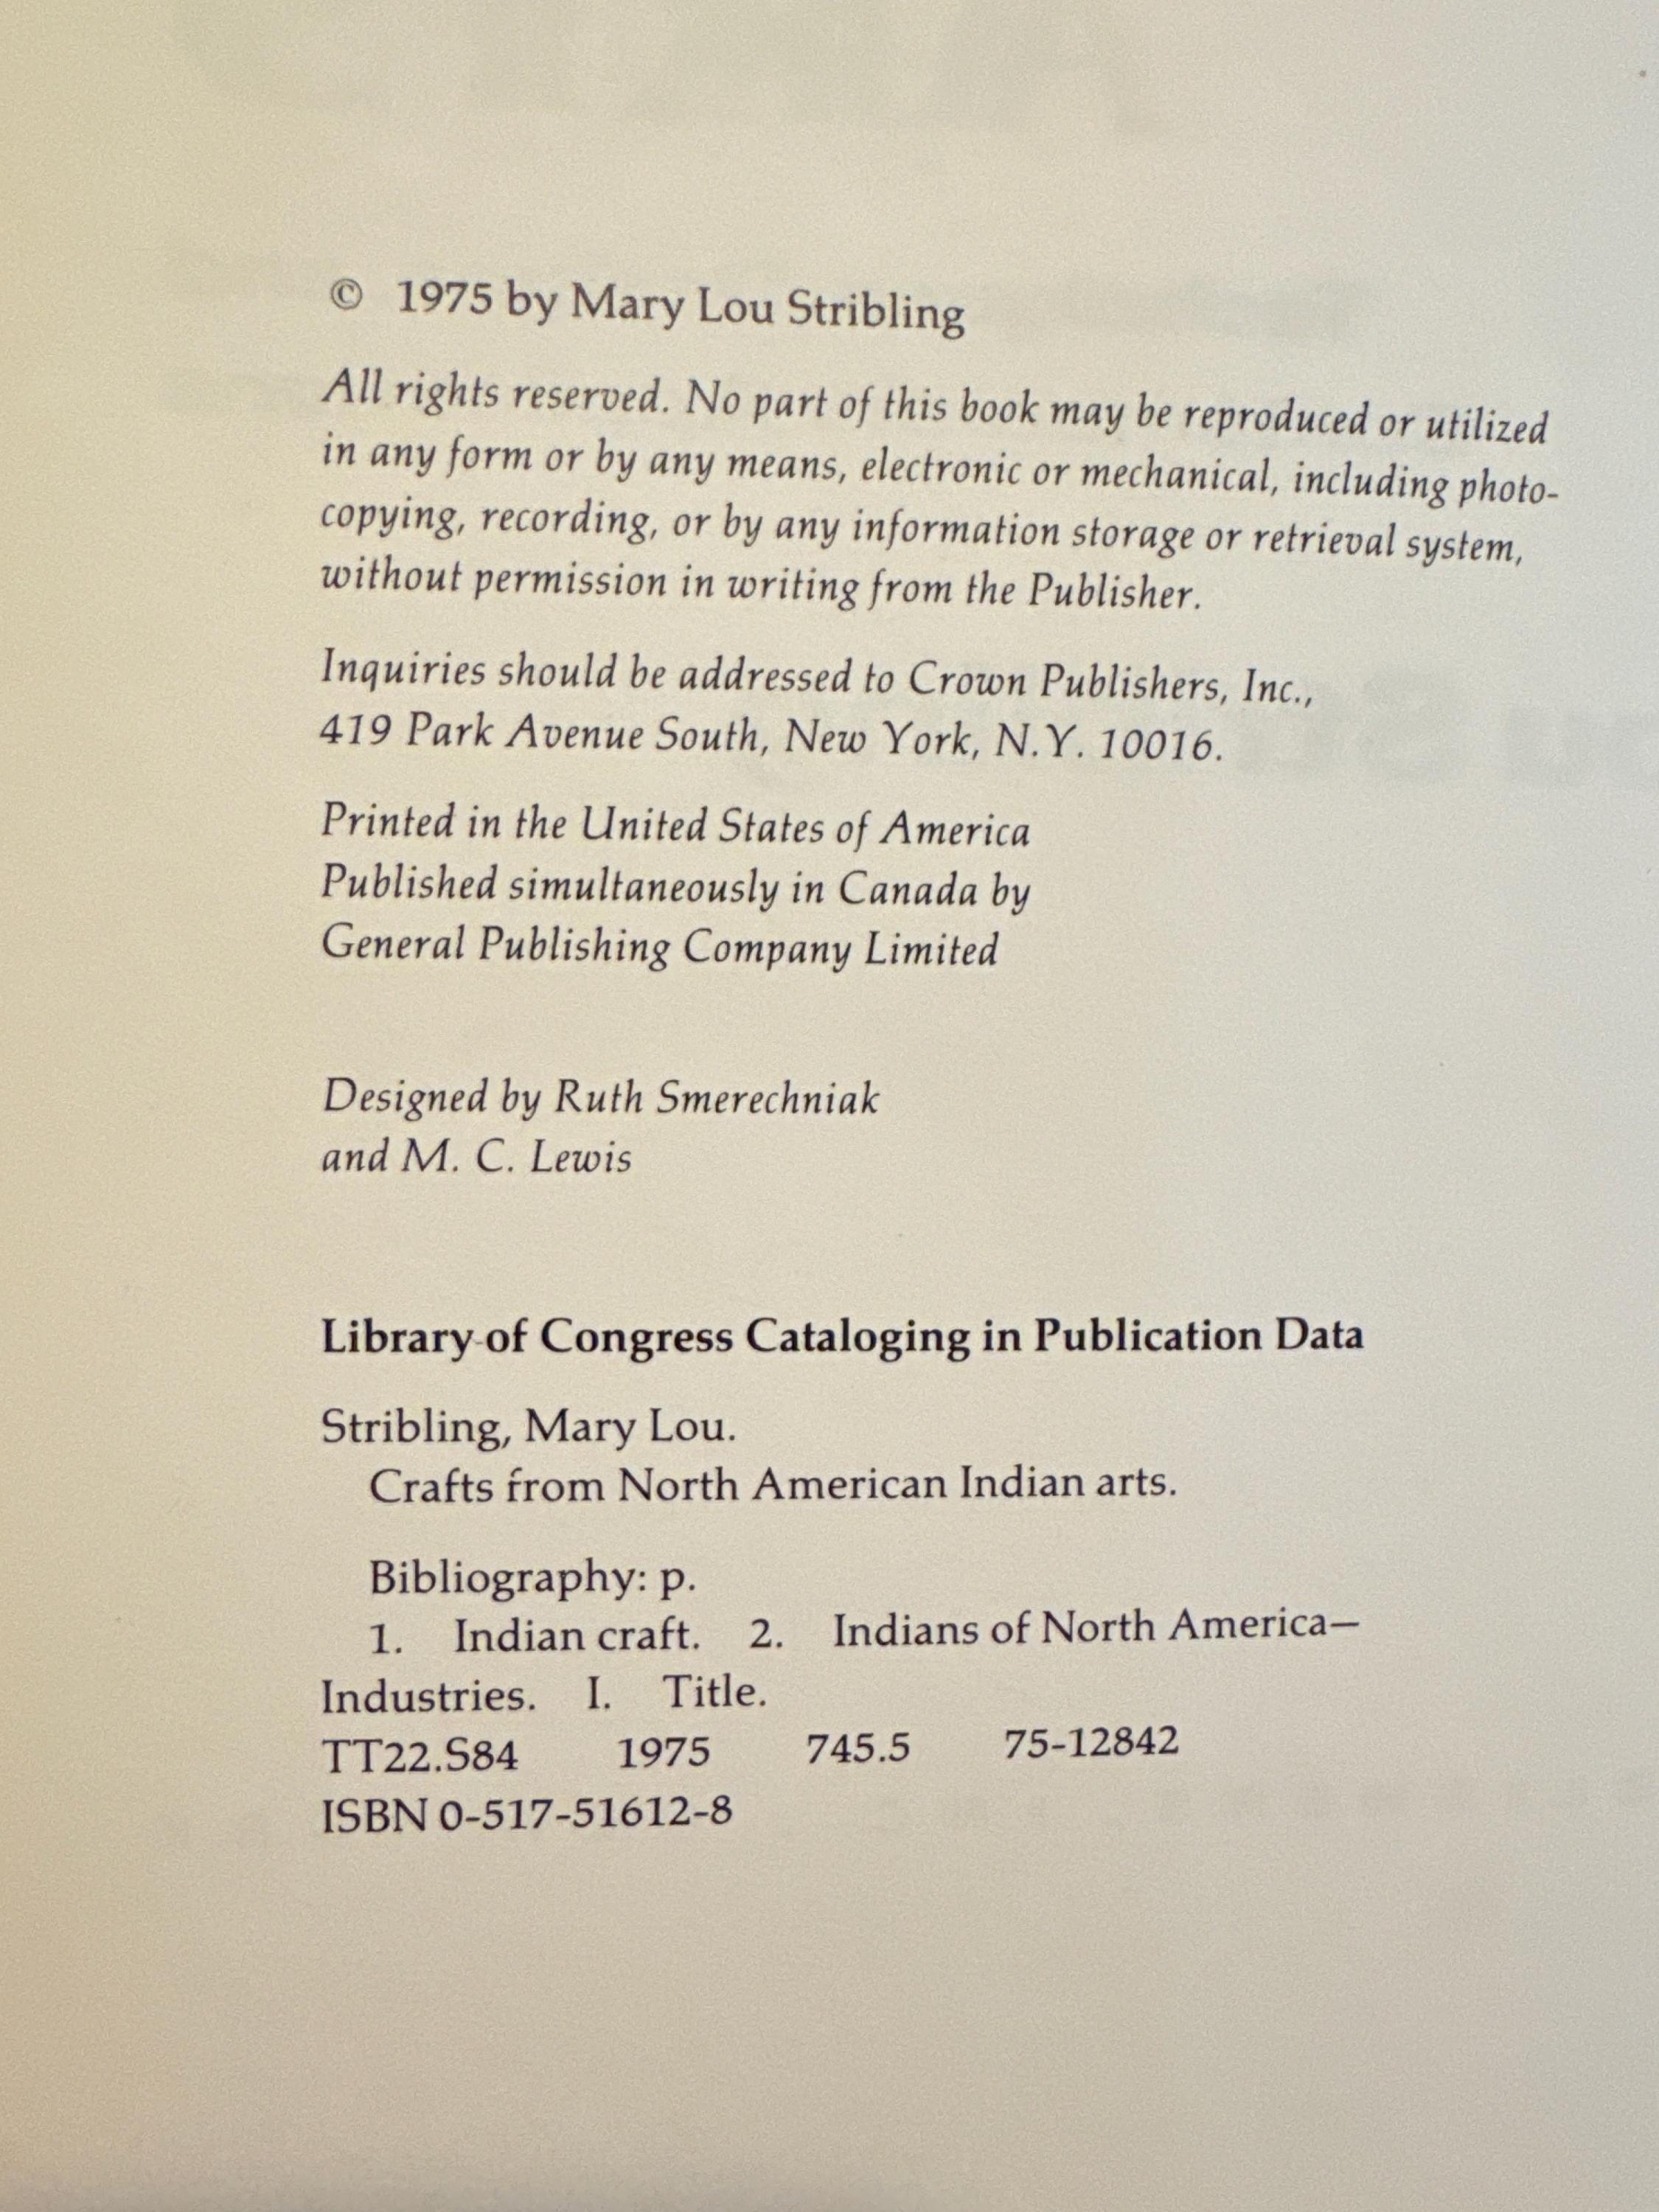 © 1975 by Mary Lou Stribling
All rights reserved. No part of this book may be reproduced or utilized
in any form or by any means, electronic or mechanical, including photo-
copying, recording, or by any information storage or retrieval system,
without permission in writing from the Publisher.
Inquiries should be addressed to Crown Publishers, Inc.,
419 Park Avenue South, New York, N.Y. 10016.
Printed in the United States of America
Published simultaneously in Canada by
General Publishing Company Limited
Designed by Ruth Smerechniak
and M. C. Lewis
Library of Congress Cataloging in Publication Data
Stribling, Mary Lou.
Crafts from North American Indian arts.
Bibliography: p.
1. Indian craft. 2. Indians of North America—
Industries. I. Title.
TT22.S84 1975 745.5 75-12842
ISBN 0-517-51612-8